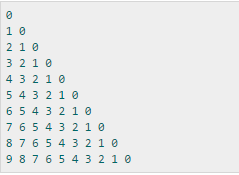 0
1 0
2 1 0
3 2 1 0
4 3 2 1 0
5 4 3 2 1 0
6 5 4 3 2 1 0
7 6 5 4 3 2 1 0
8 7 6 5 4 3 2 1 0
9 8 7 6 5 4 3 2 1 0